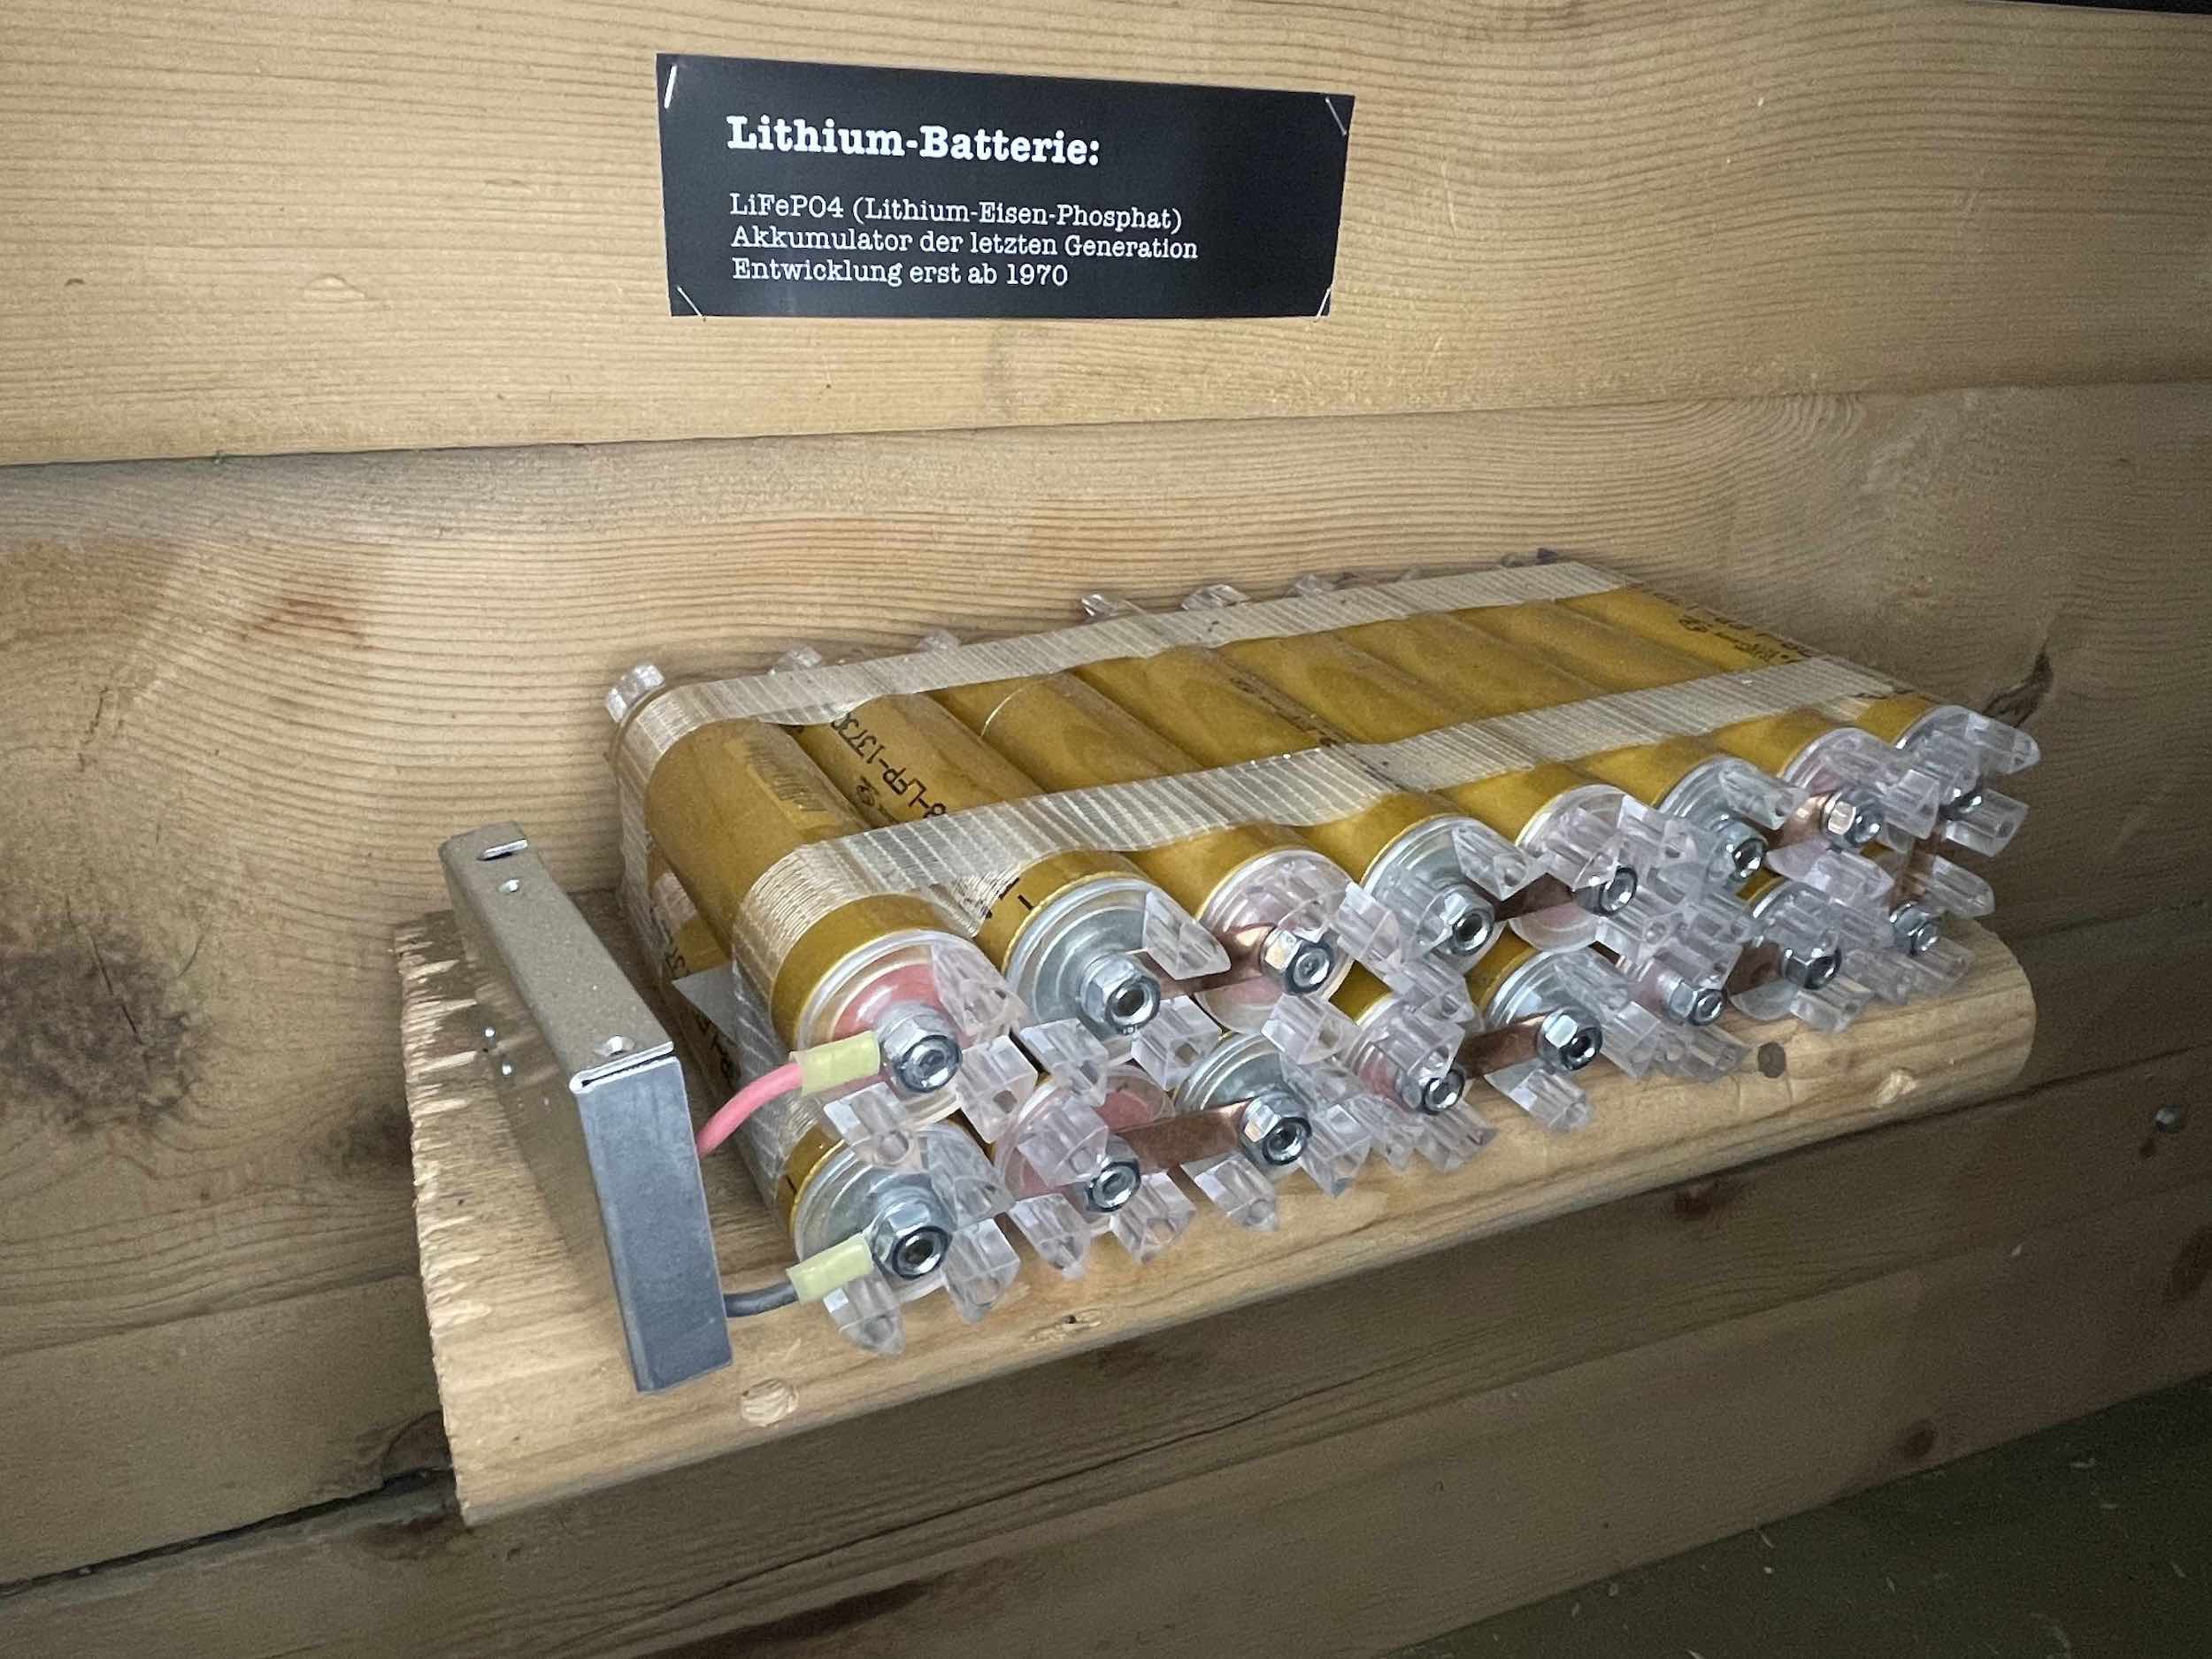 Lithium-Batterie:
LiFePO4 (Lithium-Eisen-Phosphat)
Akkumulator der letzten Generation
Entwicklung erst ab 1970